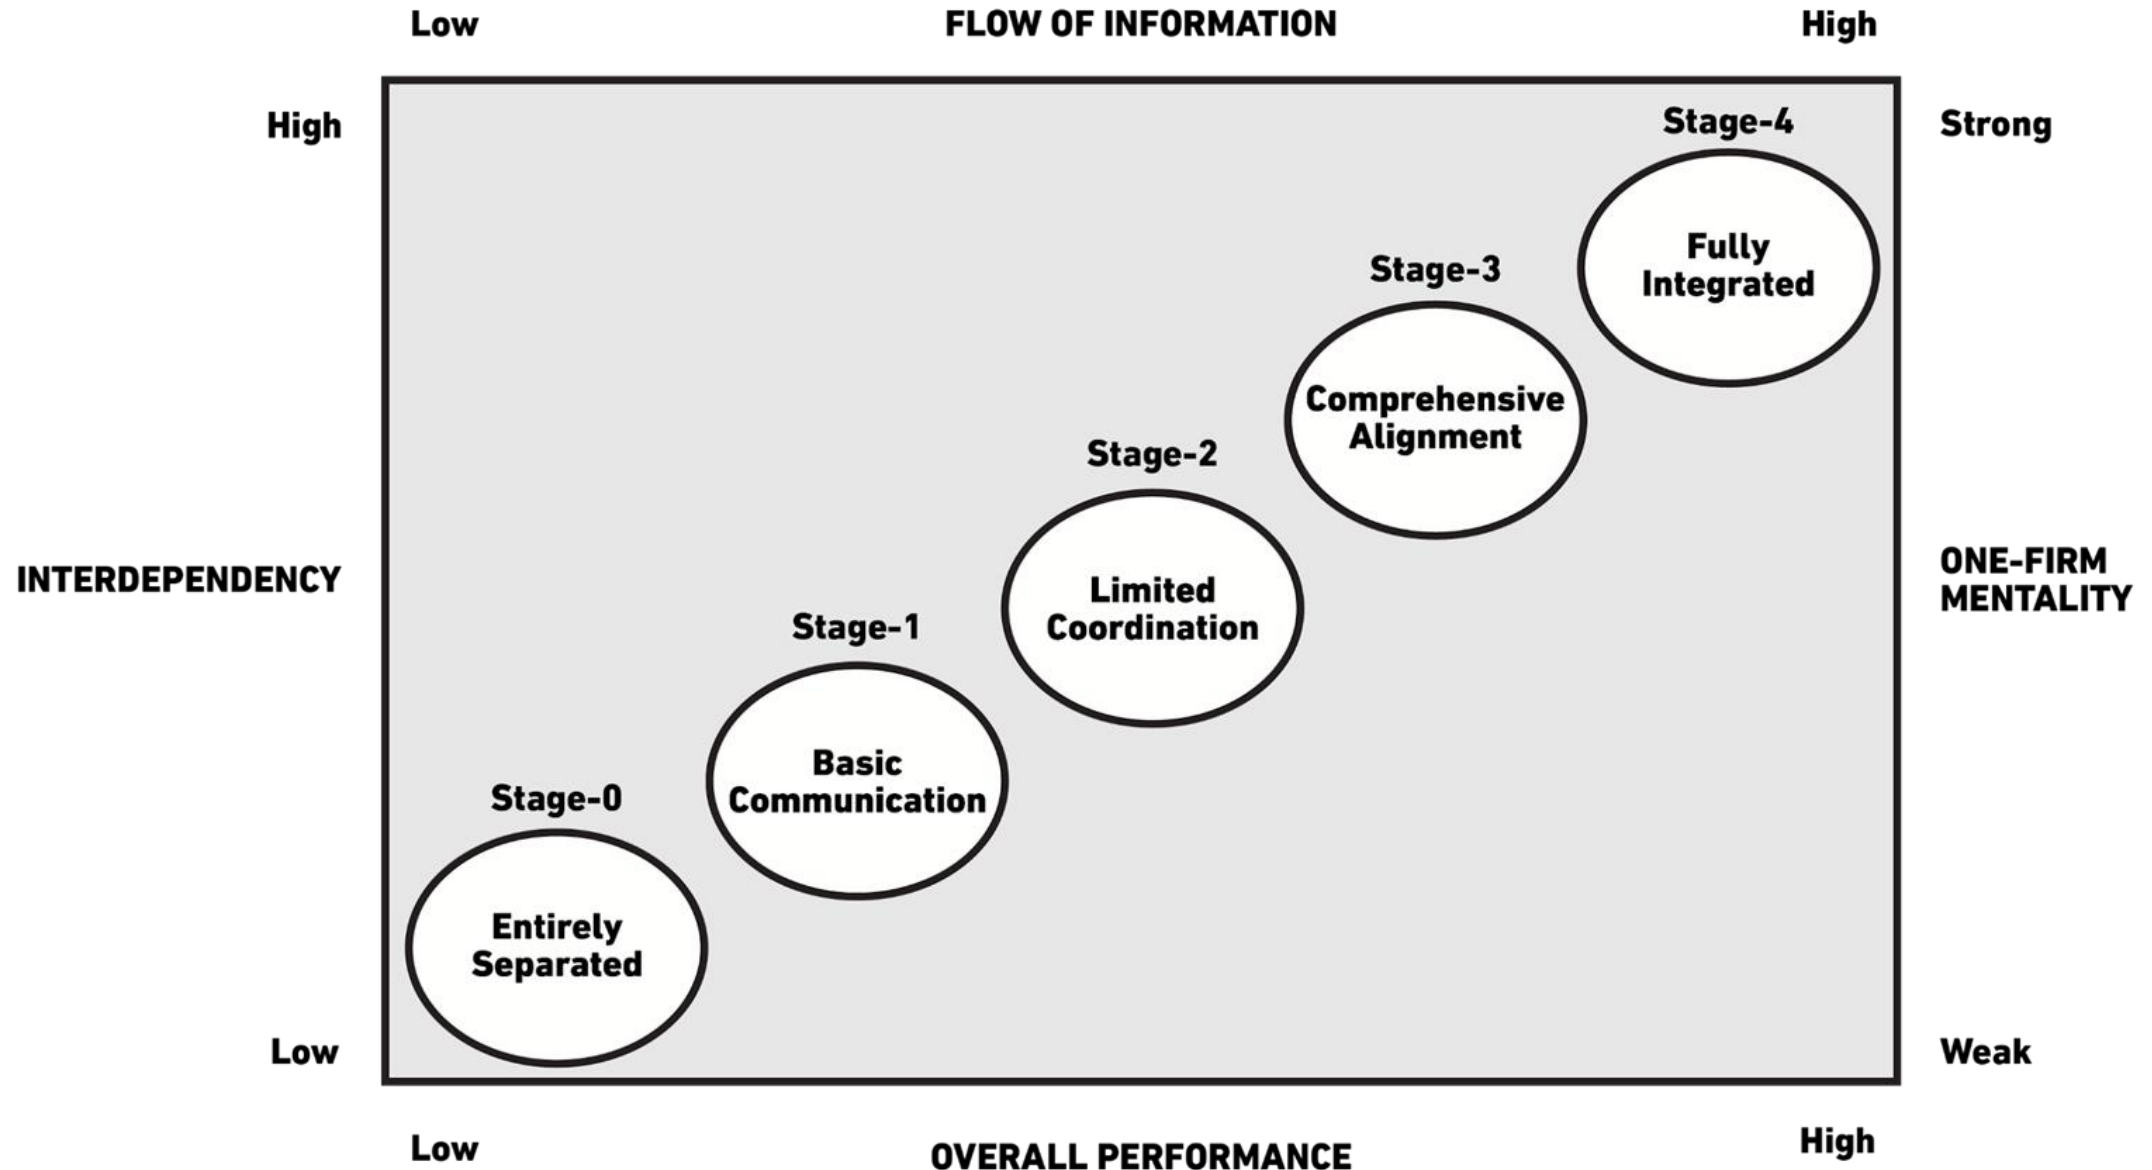 Low
FLOW OF INFORMATION
High
High
Stage-4
Strong
Fully
Integrated
Stage-3
Comprehensive
Alignment
Stage-2
Limited
Coordination
INTERDEPENDENCY
ONE-FIRM
MENTALITY
Stage-1
Basic
Communication
Stage-0
Entirely
Separated
Low
Weak
Low
OVERALL PERFORMANCE
High